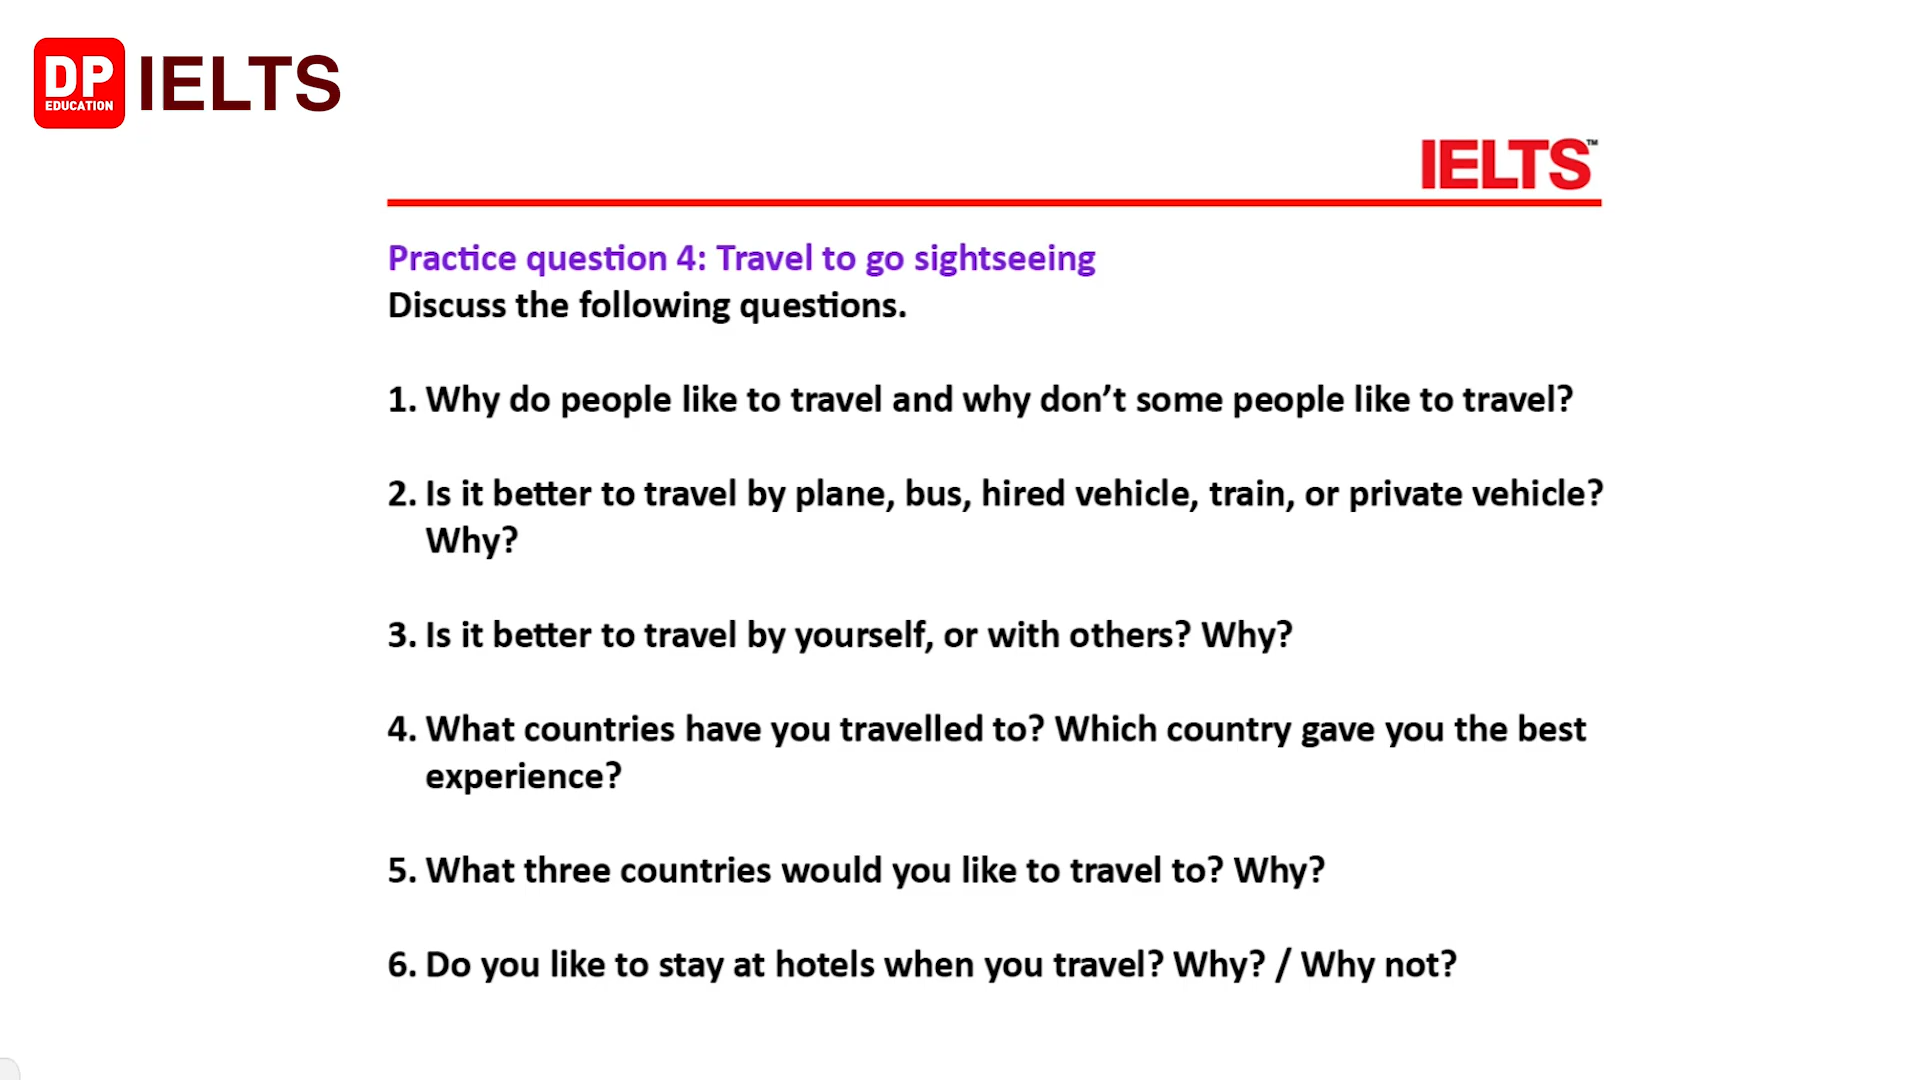 DP
EDUCATION
IELTS
IELTS™
Practice question 4: Travel to go sightseeing
Discuss the following questions.
1. Why do people like to travel and why don’t some people like to travel?
2. Is it better to travel by plane, bus, hired vehicle, train, or private vehicle?
Why?
3. Is it better to travel by yourself, or with others? Why?
4. What countries have you travelled to? Which country gave you the best
experience?
5. What three countries would you like to travel to? Why?
6. Do you like to stay at hotels when you travel? Why? / Why not?